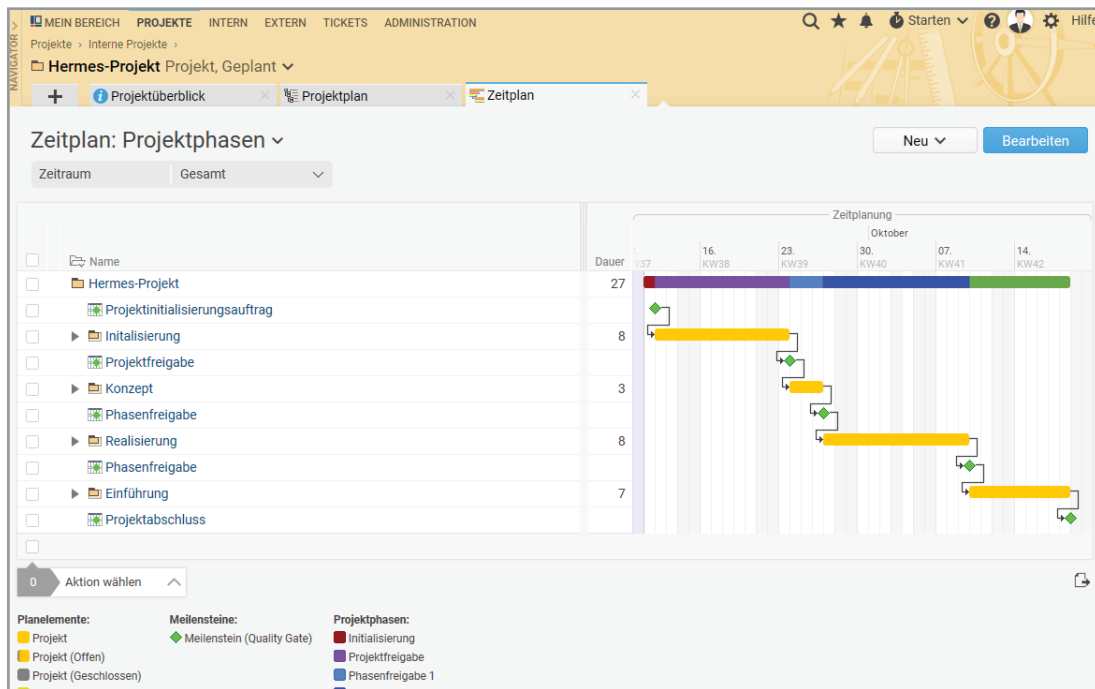 MEIN BEREICH PROJEKTE INTERN EXTERN TICKETS ADMINISTRATION Starten Hilfe
NAVIGATOR >
Projekte › Interne Projekte ›
Hermes-Projekt Projekt, Geplant
+ Projektüberblick × Projektplan × Zeitplan ×
Zeitplan: Projektphasen
Neu Bearbeiten
Zeitraum Gesamt
Zeitplanung
Oktober
16. 23. 30. 07. 14.
Name Dauer KW38 KW39 KW40 KW41 KW42
Hermes-Projekt 27
Projektinitialisierungsauftrag
Initalisierung 8
Projektfreigabe
Konzept 3
Phasenfreigabe
Realisierung 8
Phasenfreigabe
Einführung 7
Projektabschluss
0 Aktion wählen
Planelemente: Meilensteine: Projektphasen:
Projekt Meilenstein (Quality Gate) Initialisierung
Projekt (Offen) Projektfreigabe
Projekt (Geschlossen) Phasenfreigabe 1